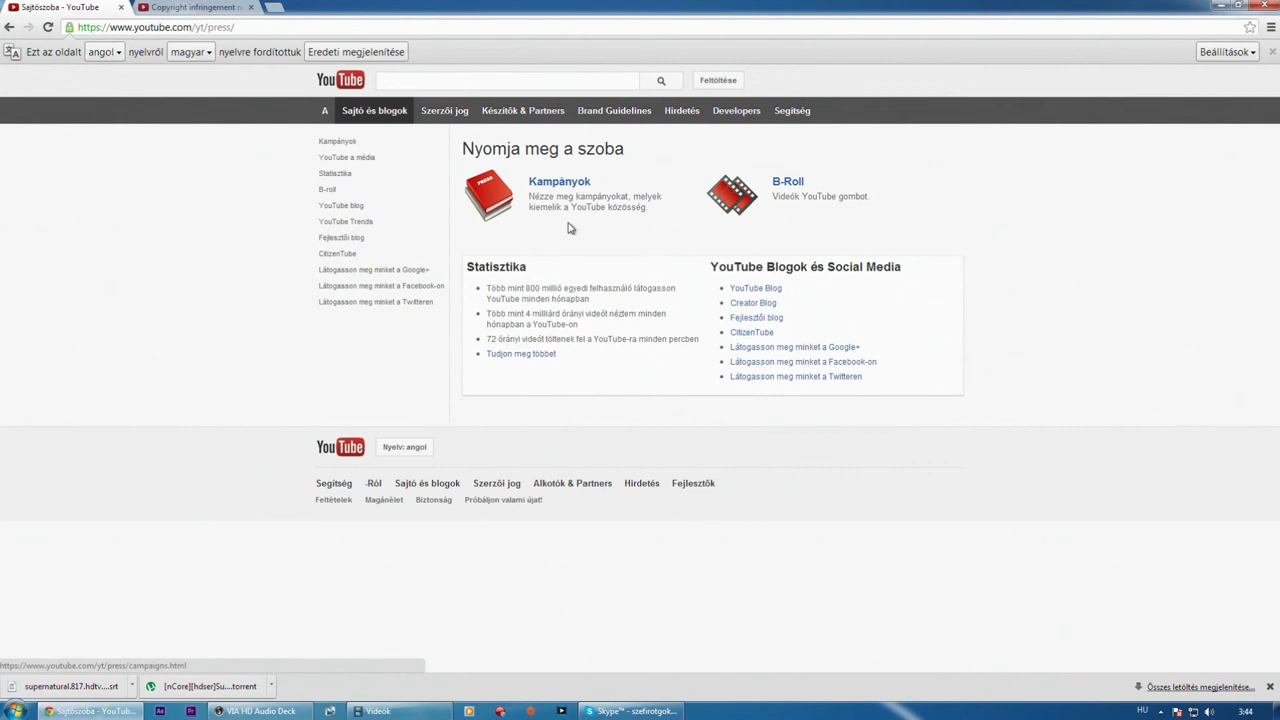 Sajtószoba - YouTube
Copyright infringement n
https://www.youtube.com/yt/press/
Ezt az oldalt angol nyelvről magyar nyelvre fordítottuk Eredeti megjelenítése Beállítások
YouTube Feltöltése
A Sajtó és blogok Szerzői jog Készítők & Partners Brand Guidelines Hirdetés Developers Segítség
Kampányok
YouTube a média
Statisztika
B-roll
YouTube blog
YouTube Trends
Fejlesztői blog
CitizenTube
Látogasson meg minket a Google+
Látogasson meg minket a Facebook-on
Látogasson meg minket a Twitteren
Nyomja meg a szoba
PRESS
Kampányok
Nézze meg kampányokat, melyek
kiemelik a YouTube közösség.
B-Roll
Videók YouTube gombot.
Statisztika
Több mint 800 millió egyedi felhasználó látogasson
YouTube minden hónapban
Több mint 4 milliárd órányi videót néztem minden
hónapban a YouTube-on
72 órányi videót töltenek fel a YouTube-ra minden percben
Tudjon meg többet
YouTube Blogok és Social Media
YouTube Blog
Creator Blog
Fejlesztői blog
CitizenTube
Látogasson meg minket a Google+
Látogasson meg minket a Facebook-on
Látogasson meg minket a Twitteren
YouTube Nyelv: angol
Segítség -Ról Sajtó és blogok Szerzői jog Alkotók & Partners Hirdetés Fejlesztők
Feltételek Magánélet Biztonság Próbáljon valami újat!
https://www.youtube.com/yt/press/campaigns.html
supernatural.817.hdtv....srt
[nCore][hdser]Su....torrent
Összes letöltés megjelenítése...
Sajtószoba - YouTub...
Ae
Pr
VIA HD Audio Deck
Videók
Skype™ - szefirotgok...
HU
3:44